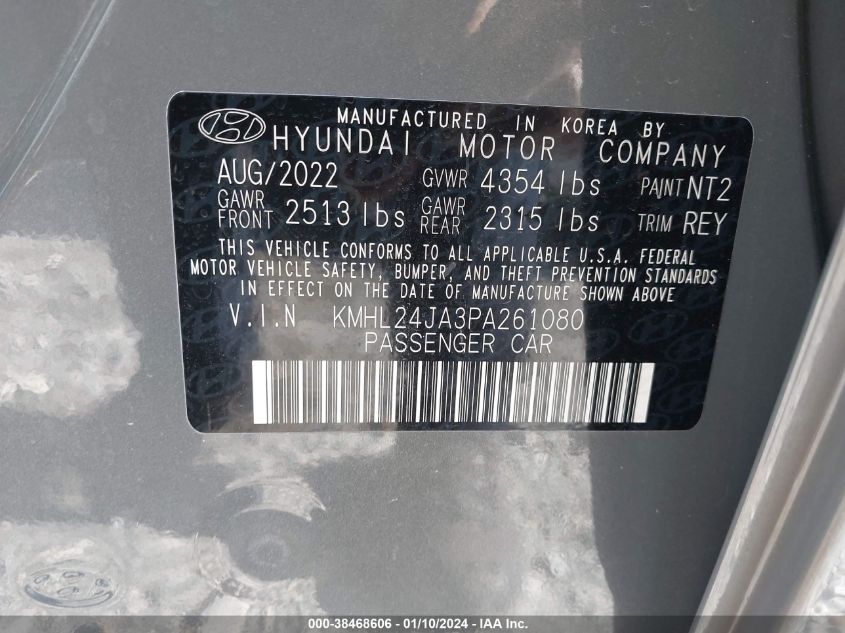 MANUFACTURED IN KOREA BY
HYUNDAI MOTOR COMPANY
AUG/2022 GVWR 4354 lbs PAINT NT2
GAWR FRONT 2513 lbs GAWR REAR 2315 lbs TRIM REY
THIS VEHICLE CONFORMS TO ALL APPLICABLE U.S.A. FEDERAL
MOTOR VEHICLE SAFETY, BUMPER, AND THEFT PREVENTION STANDARDS
IN EFFECT ON THE DATE OF MANUFACTURE SHOWN ABOVE
V.I.N KMHL24JA3PA261080
PASSENGER CAR
000-38468606 - 01/10/2024 - IAA Inc.